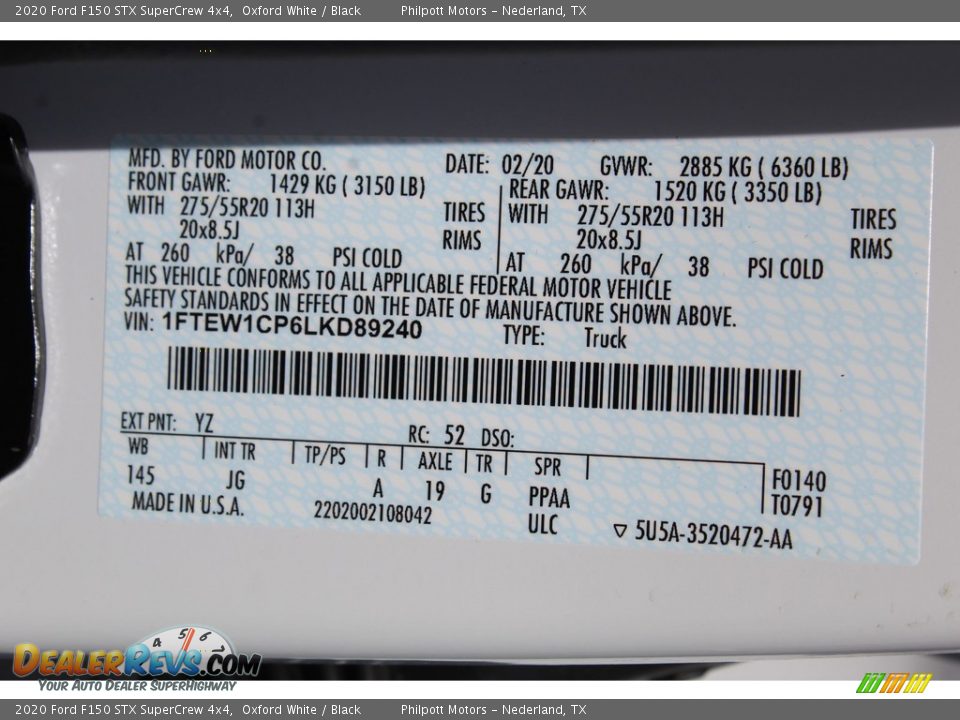 2020 Ford F150 STX SuperCrew 4x4, Oxford White / Black Philpott Motors – Nederland, TX
MFD. BY FORD MOTOR CO. DATE: 02/20 GVWR: 2885 KG ( 6360 LB)
FRONT GAWR: 1429 KG ( 3150 LB) REAR GAWR: 1520 KG ( 3350 LB)
WITH 275/55R20 113H TIRES WITH 275/55R20 113H TIRES
20x8.5J RIMS 20x8.5J RIMS
AT 260 kPa/ 38 PSI COLD AT 260 kPa/ 38 PSI COLD
THIS VEHICLE CONFORMS TO ALL APPLICABLE FEDERAL MOTOR VEHICLE
SAFETY STANDARDS IN EFFECT ON THE DATE OF MANUFACTURE SHOWN ABOVE.
VIN: 1FTEW1CP6LKD89240 TYPE: Truck
EXT PNT: YZ RC: 52 DSO:
WB INT TR TP/PS R AXLE TR SPR F0140
145 JG A 19 G PPAA T0791
MADE IN U.S.A. 2202002108042 ULC ▽ 5U5A-3520472-AA
4 5 6 7
DEALERREVS.COM
YOUR AUTO DEALER SUPERHIGHWAY
2020 Ford F150 STX SuperCrew 4x4, Oxford White / Black Philpott Motors – Nederland, TX